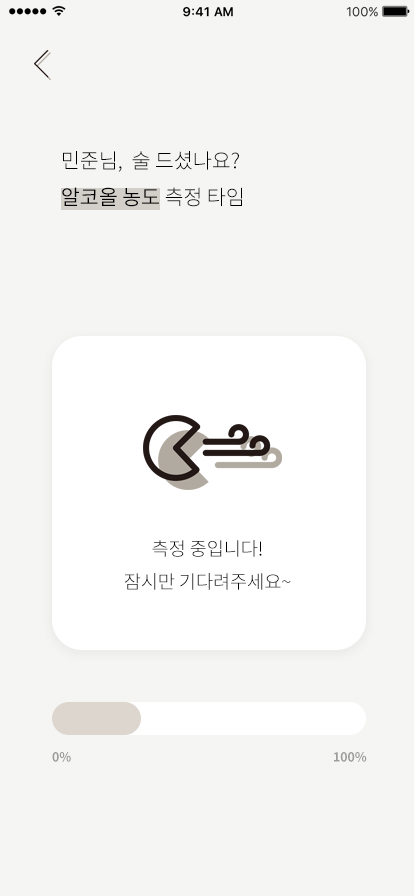 9:41 AM
100%
민준님, 술 드셨나요?
알코올 농도 측정 타임
측정 중입니다!
잠시만 기다려주세요~
0%
100%